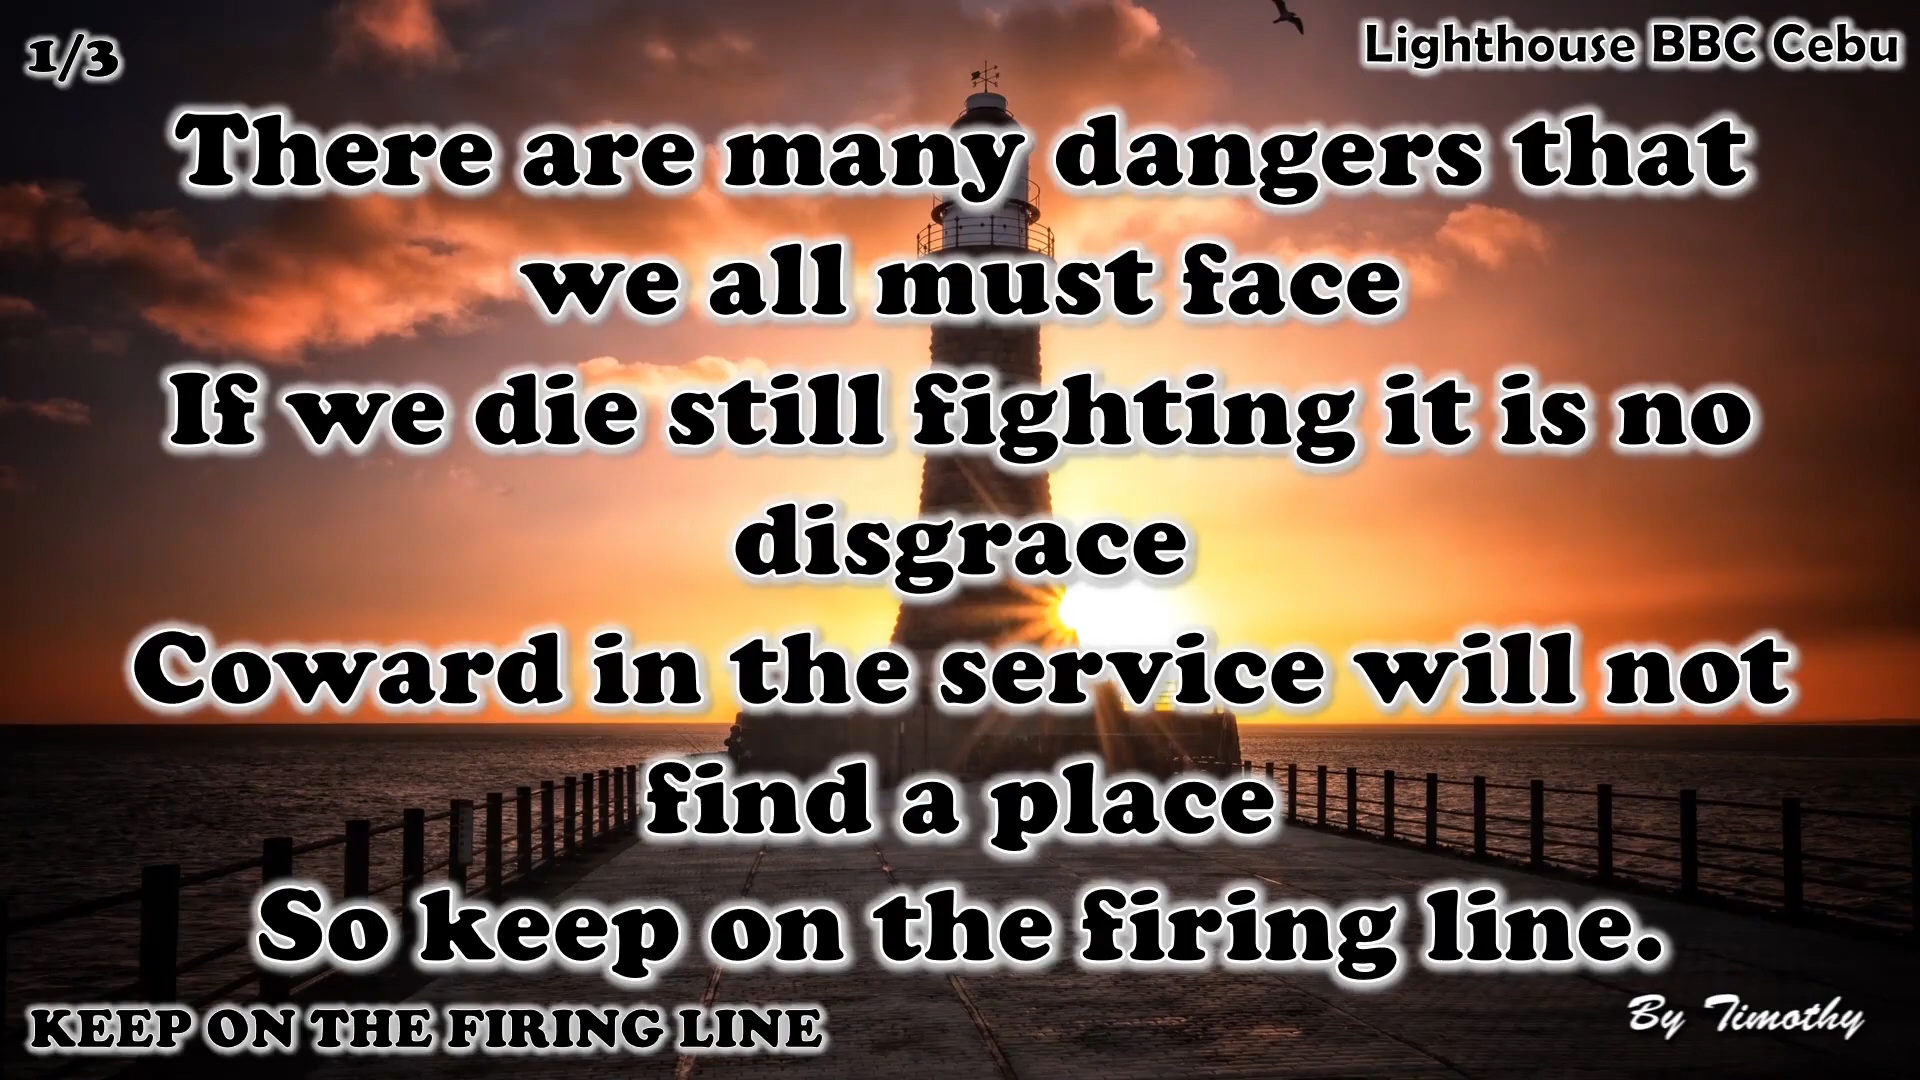 1/3
Lighthouse BBC Cebu
There are many dangers that
we all must face
If we die still fighting it is no
disgrace
Coward in the service will not
find a place
So keep on the firing line.
KEEP ON THE FIRING LINE
By Timothy